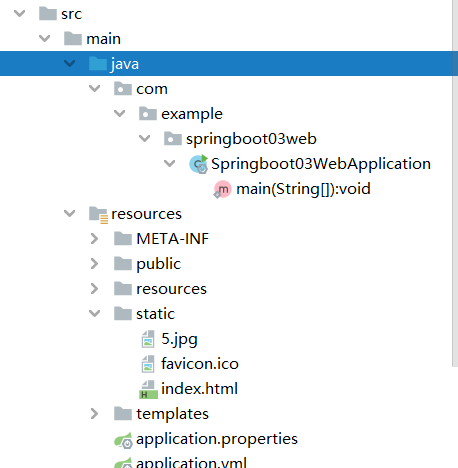 src
main
java
com
example
springboot03web
Springboot03WebApplication
main(String[]):void
resources
META-INF
public
resources
static
5.jpg
favicon.ico
index.html
templates
application.properties
application.yml